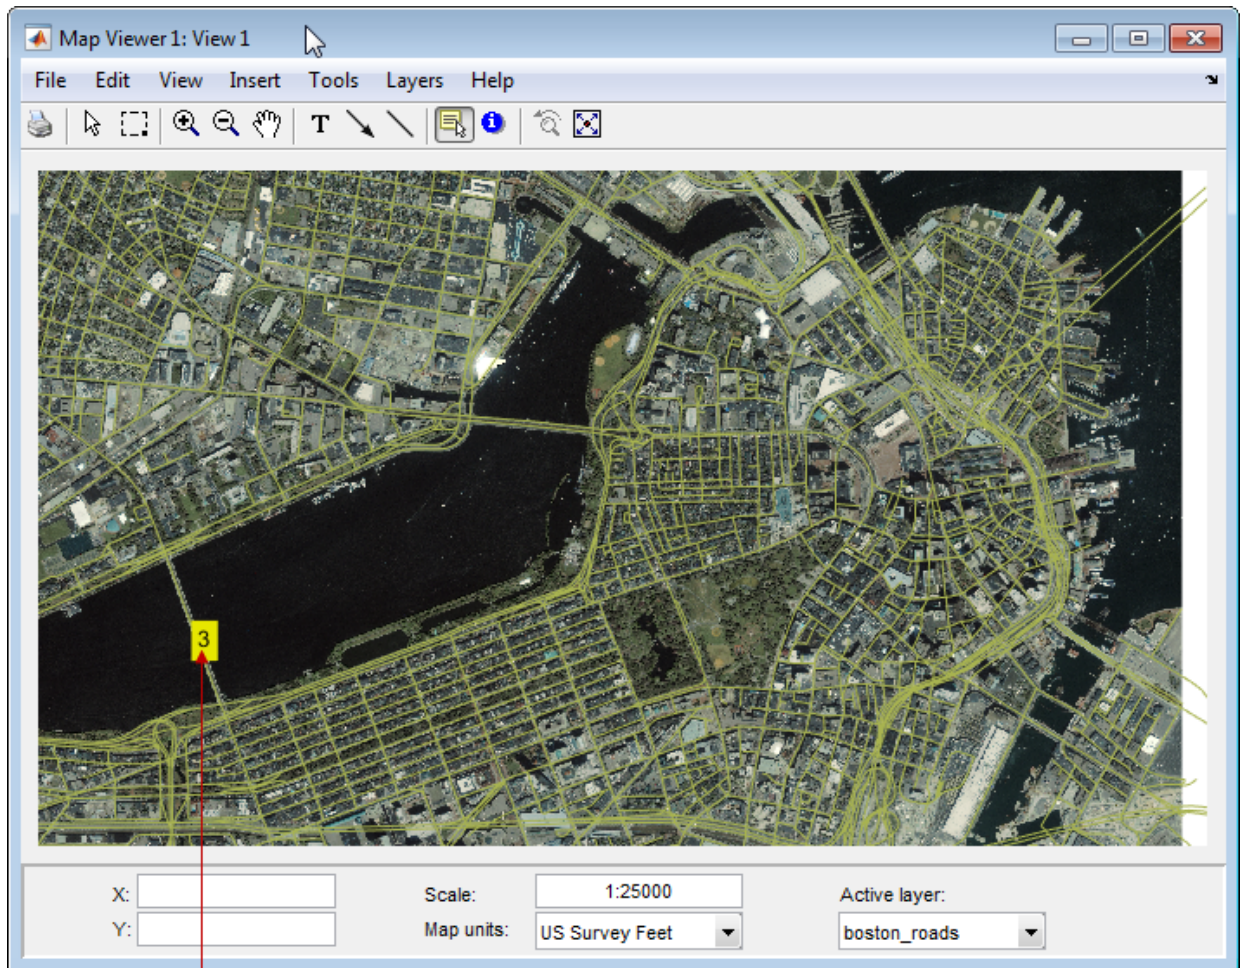 Map Viewer 1: View 1
File Edit View Insert Tools Layers Help
T
3
X: Scale: 1:25000 Active layer:
Y: Map units: US Survey Feet boston_roads